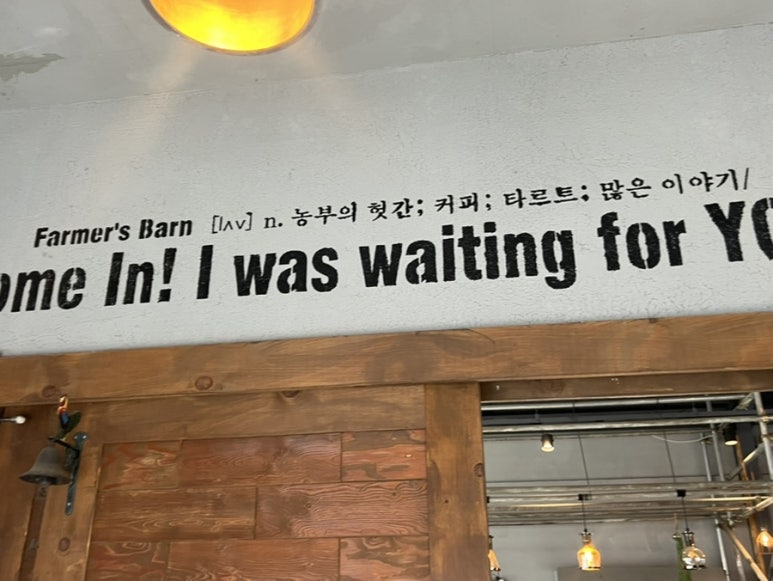 Farmer's Barn [lʌv] n. 농부의 헛간; 커피; 타르트; 많은 이야기/
ome In! I was waiting for YO